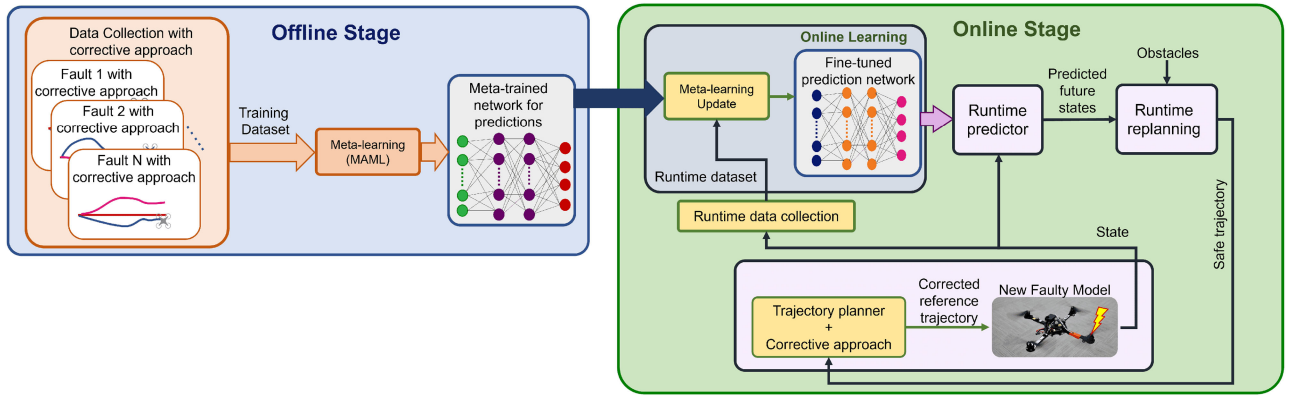 Offline Stage
Data Collection with
corrective approach
Fault 1 with
corrective approach
Fault 2 with
corrective approach
Fault N with
corrective approach
Training
Dataset
Meta-learning
(MAML)
Meta-trained
network for
predictions
Online Stage
Online Learning
Meta-learning
Update
Fine-tuned
prediction network
Runtime dataset
Runtime data collection
Runtime
predictor
Predicted
future
states
Obstacles
Runtime
replanning
State
Safe trajectory
Trajectory planner
+
Corrective approach
Corrected
reference
trajectory
New Faulty Model